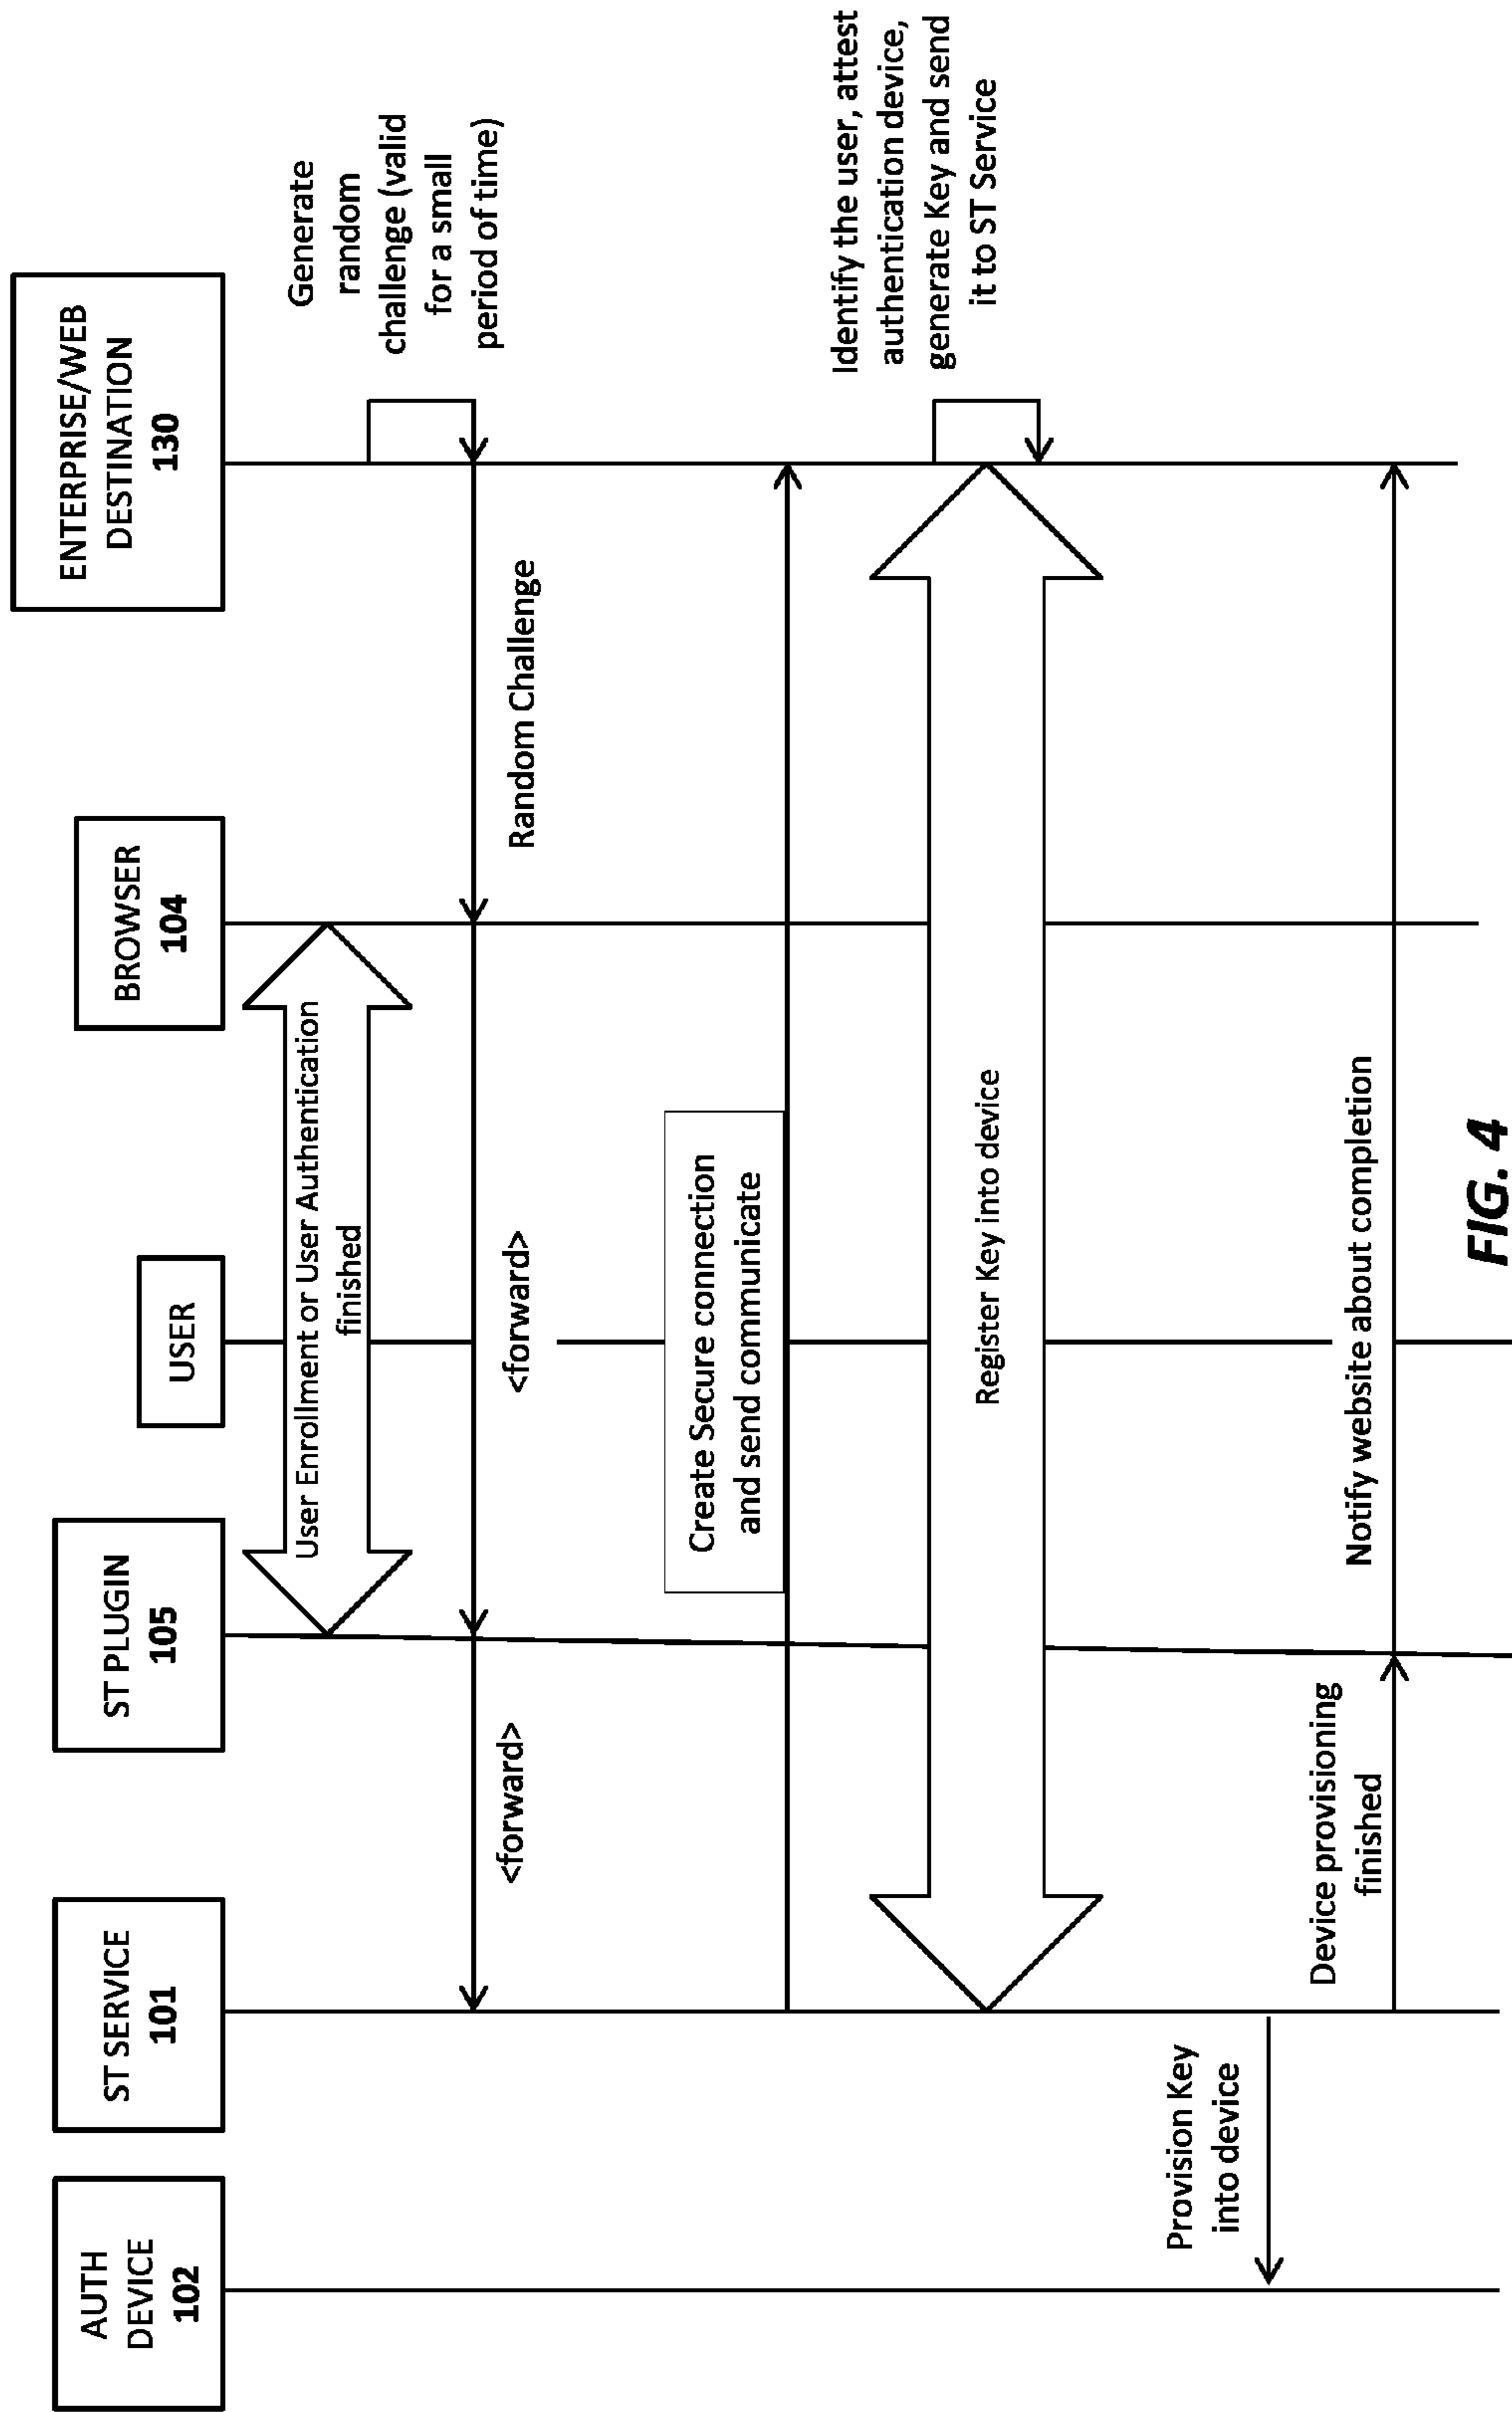 AUTH
DEVICE
102
ST SERVICE
101
ST PLUGIN
105
USER
BROWSER
104
ENTERPRISE/WEB
DESTINATION
130
User Enrollment or User Authentication
finished
Generate
random
challenge (valid
for a small
period of time)
<forward>
<forward>
Random Challenge
Create Secure connection
and send communicate
Register Key into device
Identify the user, attest
authentication device,
generate Key and send
it to ST Service
Provision Key
into device
Device provisioning
finished
Notify website about completion
FIG. 4